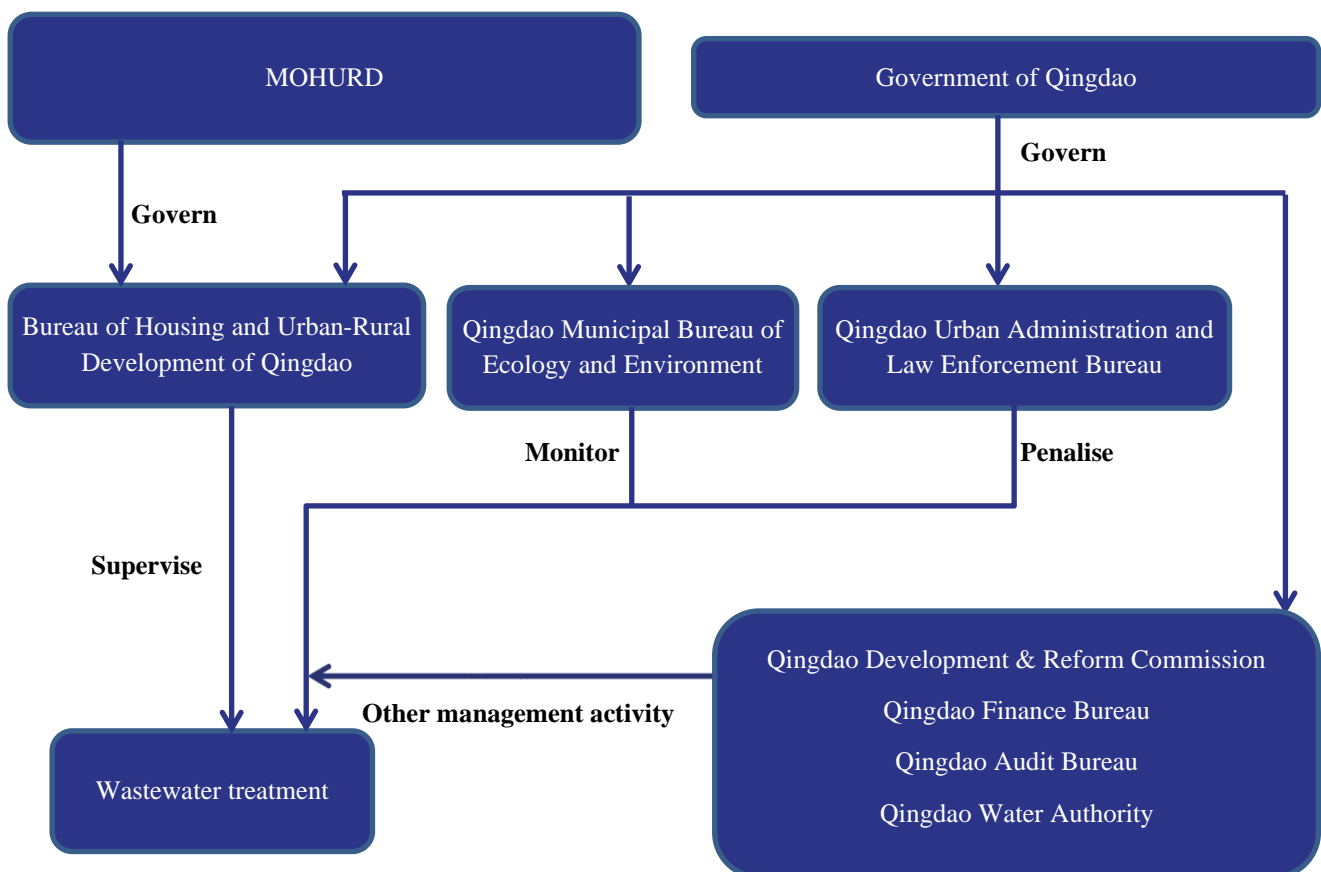 MOHURD
Government of Qingdao
Govern
Govern
Bureau of Housing and Urban-Rural
Development of Qingdao
Qingdao Municipal Bureau of
Ecology and Environment
Qingdao Urban Administration and
Law Enforcement Bureau
Monitor
Penalise
Supervise
Qingdao Development & Reform Commission
Qingdao Finance Bureau
Qingdao Audit Bureau
Qingdao Water Authority
Other management activity
Wastewater treatment